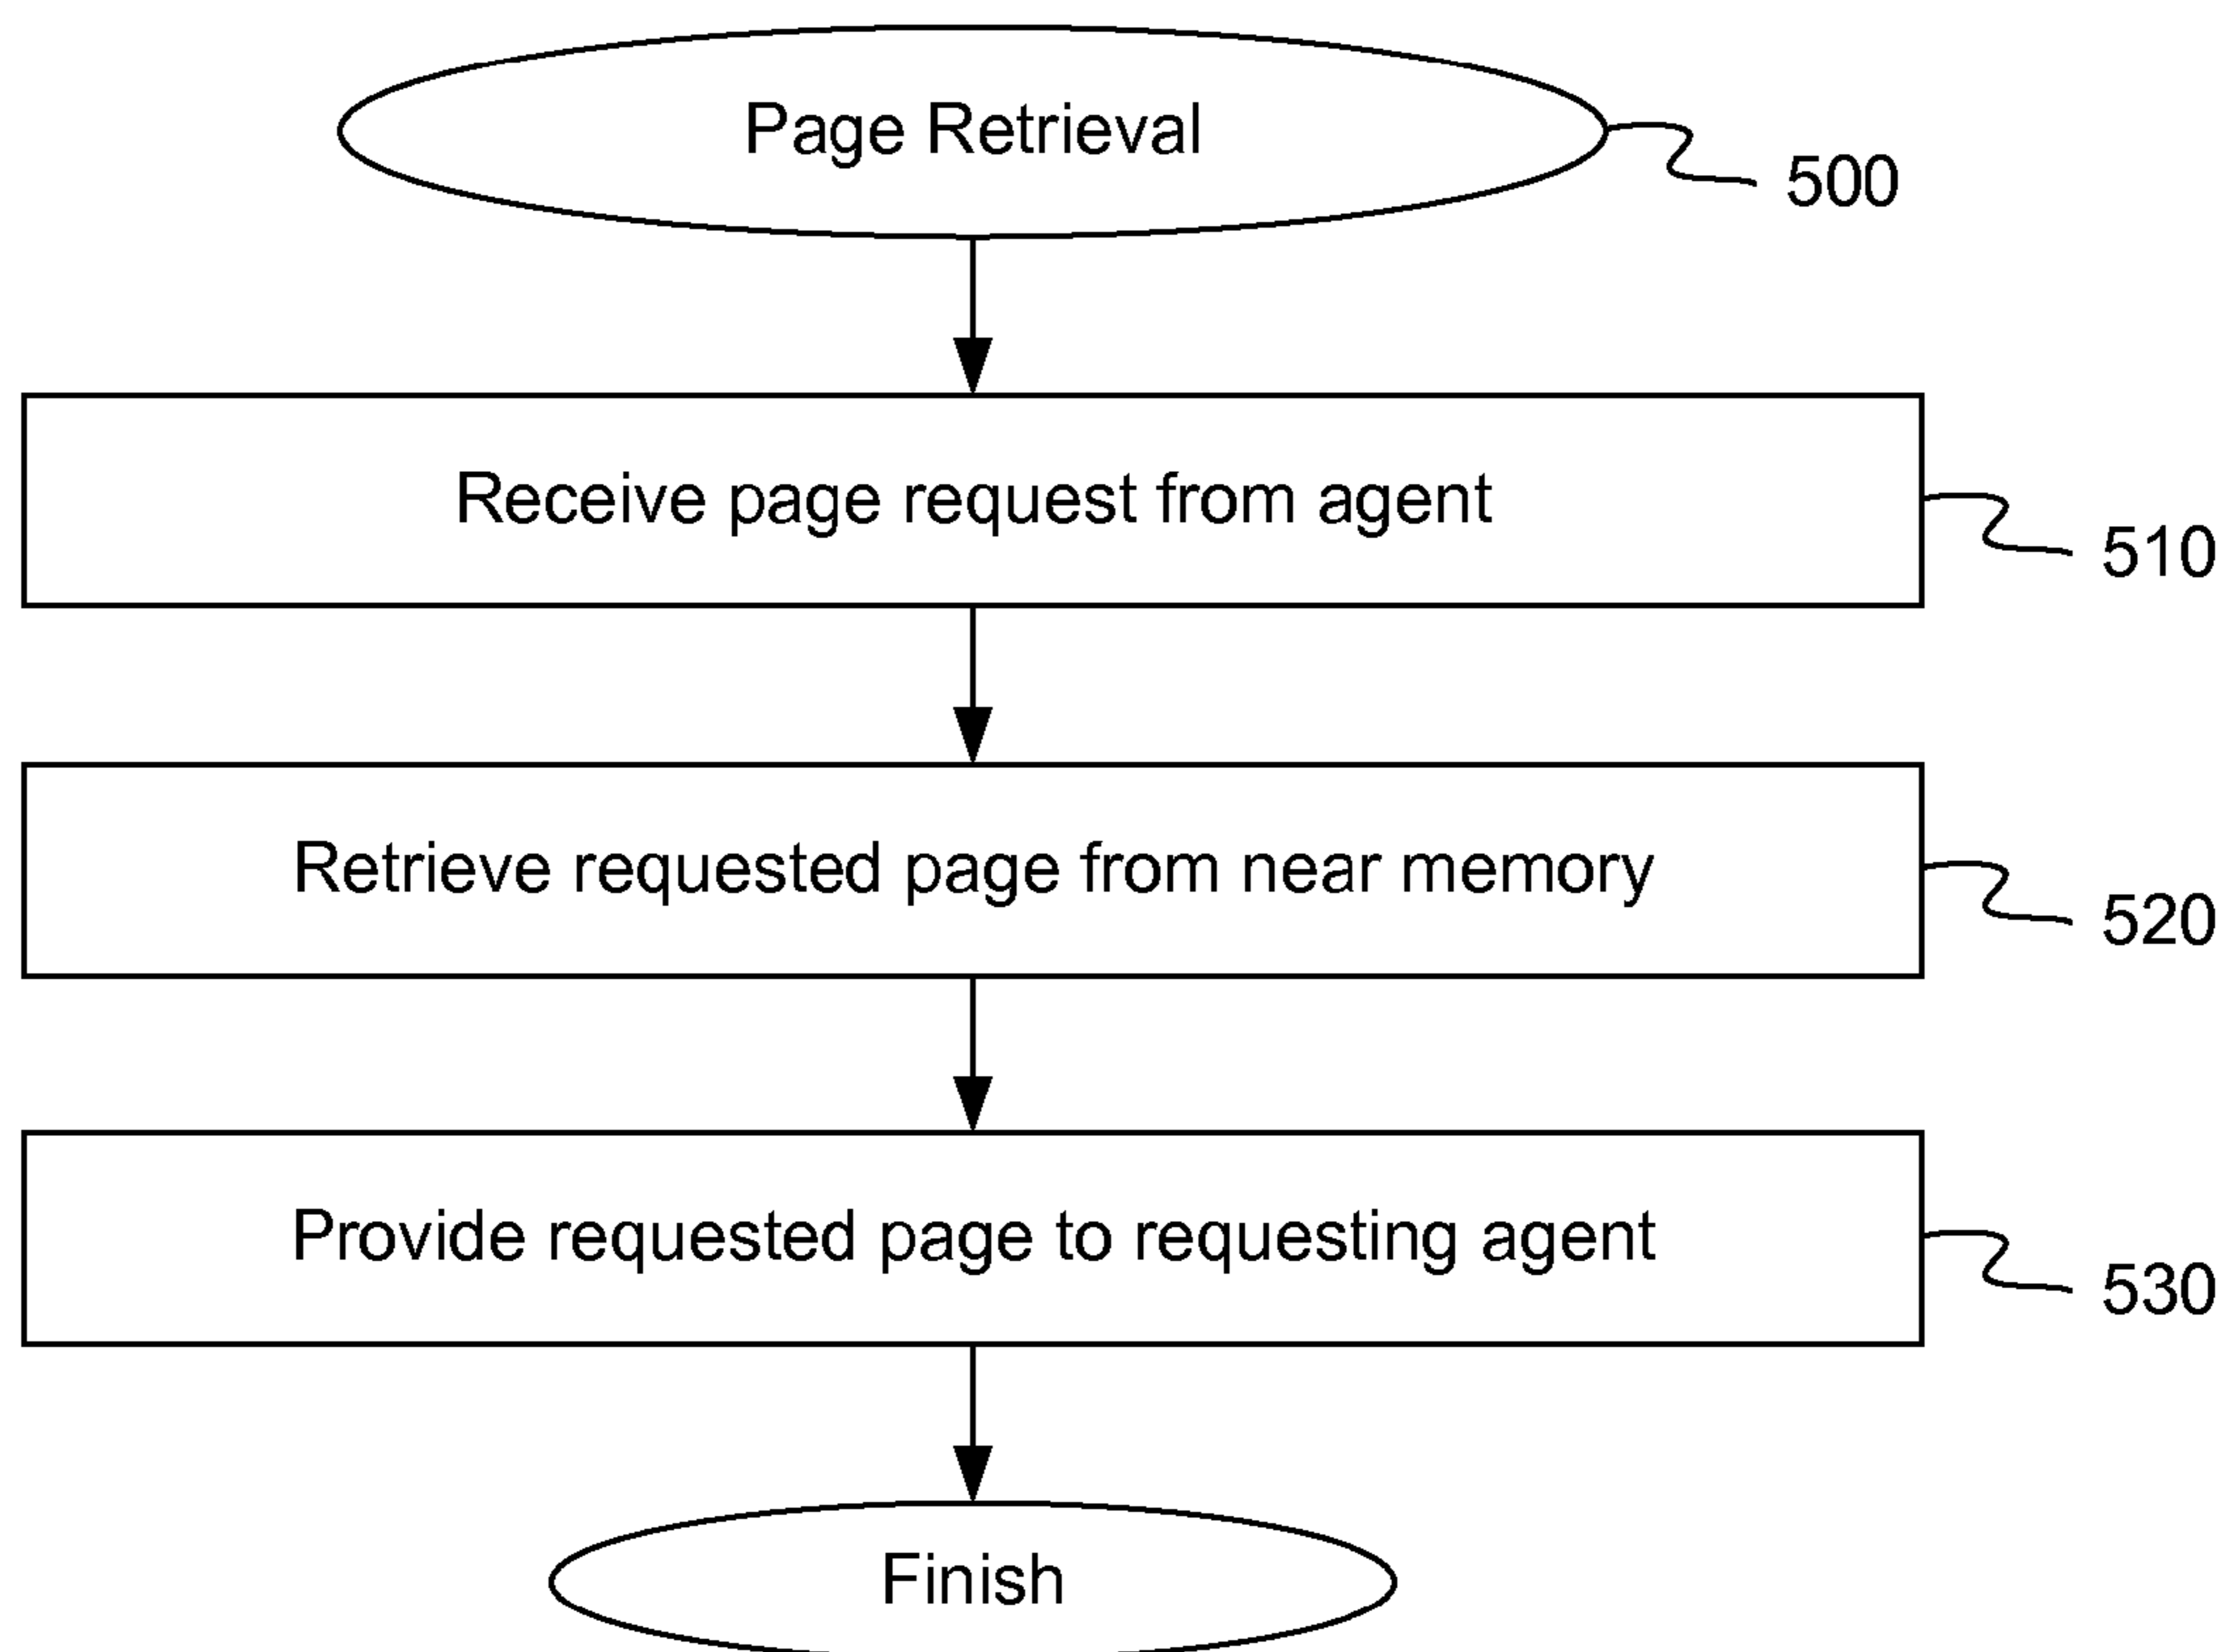 Page Retrieval
500
Receive page request from agent
510
Retrieve requested page from near memory
520
Provide requested page to requesting agent
530
Finish